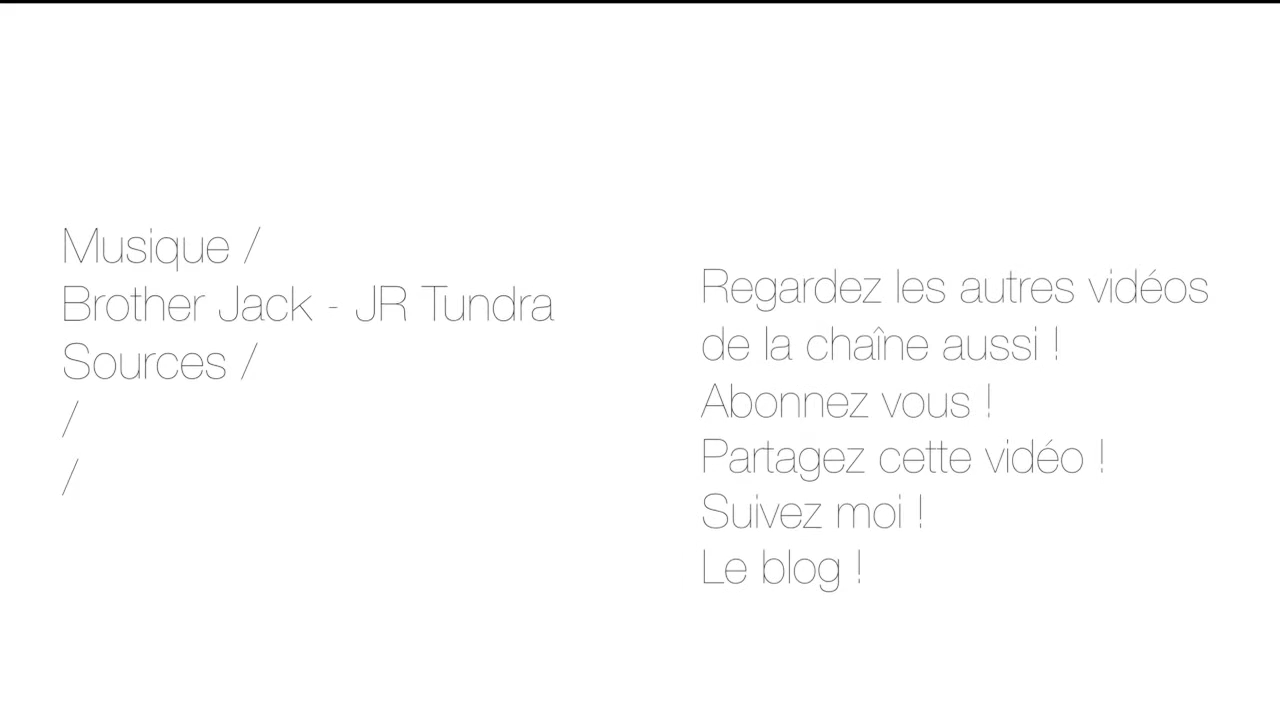 Musique /
Brother Jack - JR Tundra
Sources /
/
/
Regardez les autres vidéos
de la chaîne aussi !
Abonnez vous !
Partagez cette vidéo !
Suivez moi !
Le blog !